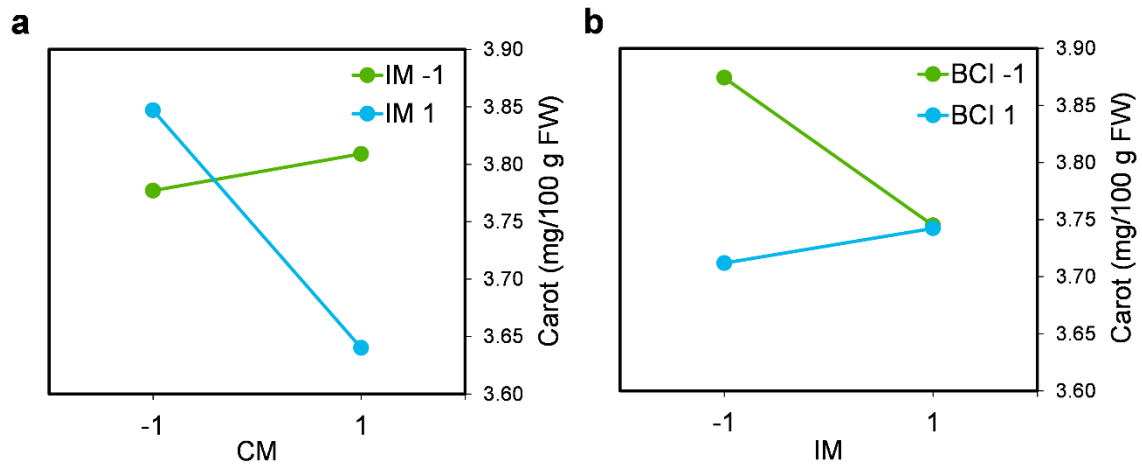 a
IM -1
IM 1
3.90
3.85
3.80
3.75
3.70
3.65
3.60
Carot (mg/100 g FW)
-1
1
CM
b
BCI -1
BCI 1
3.90
3.85
3.80
3.75
3.70
3.65
3.60
Carot (mg/100 g FW)
-1
1
IM